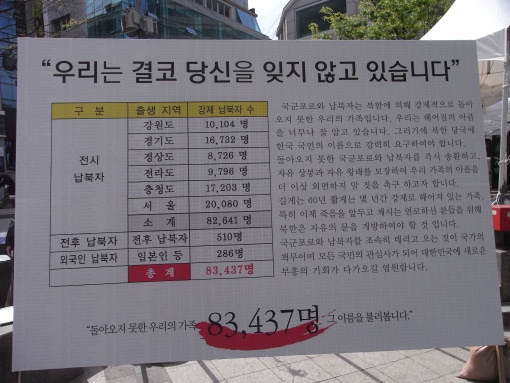 “우리는 결코 당신을 잊지 않고 있습니다”
구 분 출생 지역 강제 납북자 수
전시 납북자
강원도 10,104 명
경기도 16,732 명
경상도 8,726 명
전라도 9,796 명
충청도 17,203 명
서 울 20,080 명
소 계 82,641 명
전후 납북자 전후 납북자 510명
외국인 납북자 일본인 등 286명
총 계 83,437명
국군포로와 납북자는 북한에 의해 강제적으로 돌아
오지 못한 우리의 가족입니다. 우리는 헤어짐의 아픔
을 너무나 잘 알고 있습니다. 그러기에 북한 당국에
한국 국민의 이름으로 강력히 요구하여야 합니다.
돌아오지 못한 국군포로와 납북자를 즉시 송환하고,
자유 상봉과 자유 왕래를 보장하여 우리 가족의 아픔을
더 이상 외면하지 말 것을 촉구 하고자 합니다.
길게는 60년 짧게는 몇 년간 강제로 헤어져 있는 가족,
특히 이제 죽음을 앞두고 계시는 연로하신 분들을 위해
북한은 자유의 문을 개방하여야 할 것 입니다.
국군포로와 납북자를 조속히 데리고 오는 것이 국가의
책무이며 모든 국민의 관심사가 되어 대한민국에 새로운
부흥의 기회가 다가오길 염원합니다.
“돌아오지 못한 우리의 가족 83,437명 그 이름을 불러봅니다.”